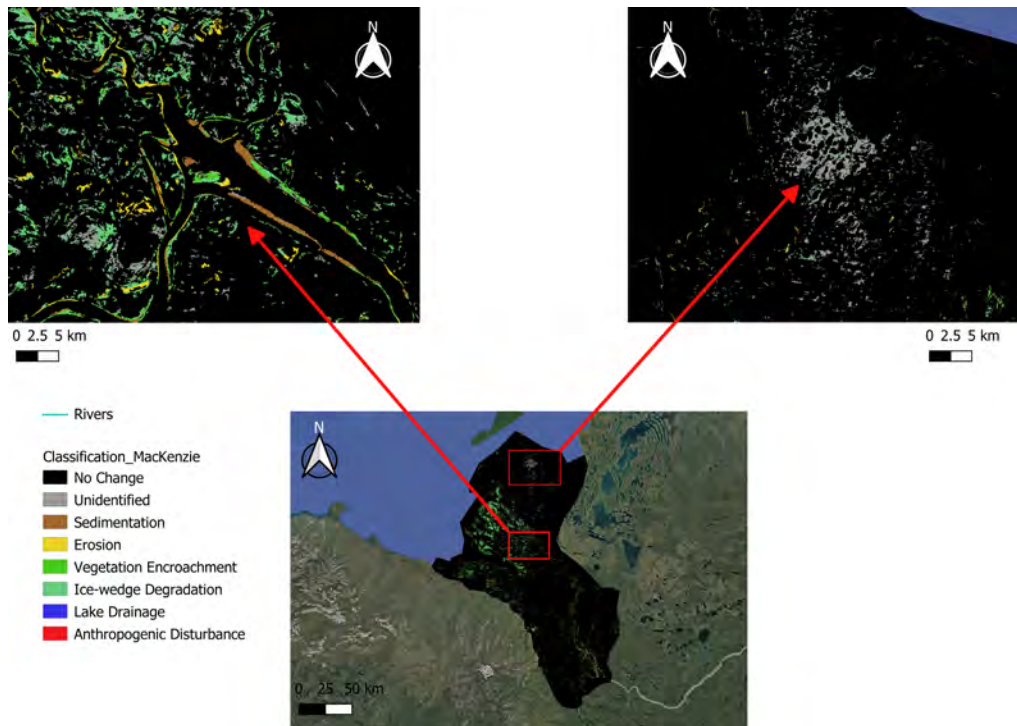 N
N
0 2.5 5 km
0 2.5 5 km
Rivers
Classification_MacKenzie
No Change
Unidentified
Sedimentation
Erosion
Vegetation Encroachment
Ice-wedge Degradation
Lake Drainage
Anthropogenic Disturbance
N
0 25 50 km